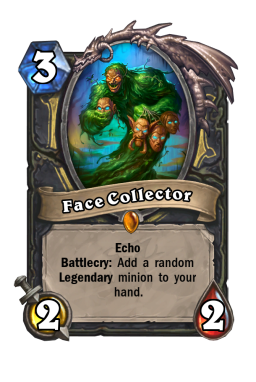 3
Face Collector
Echo
Battlecry: Add a random
Legendary minion to your
hand.
2 2